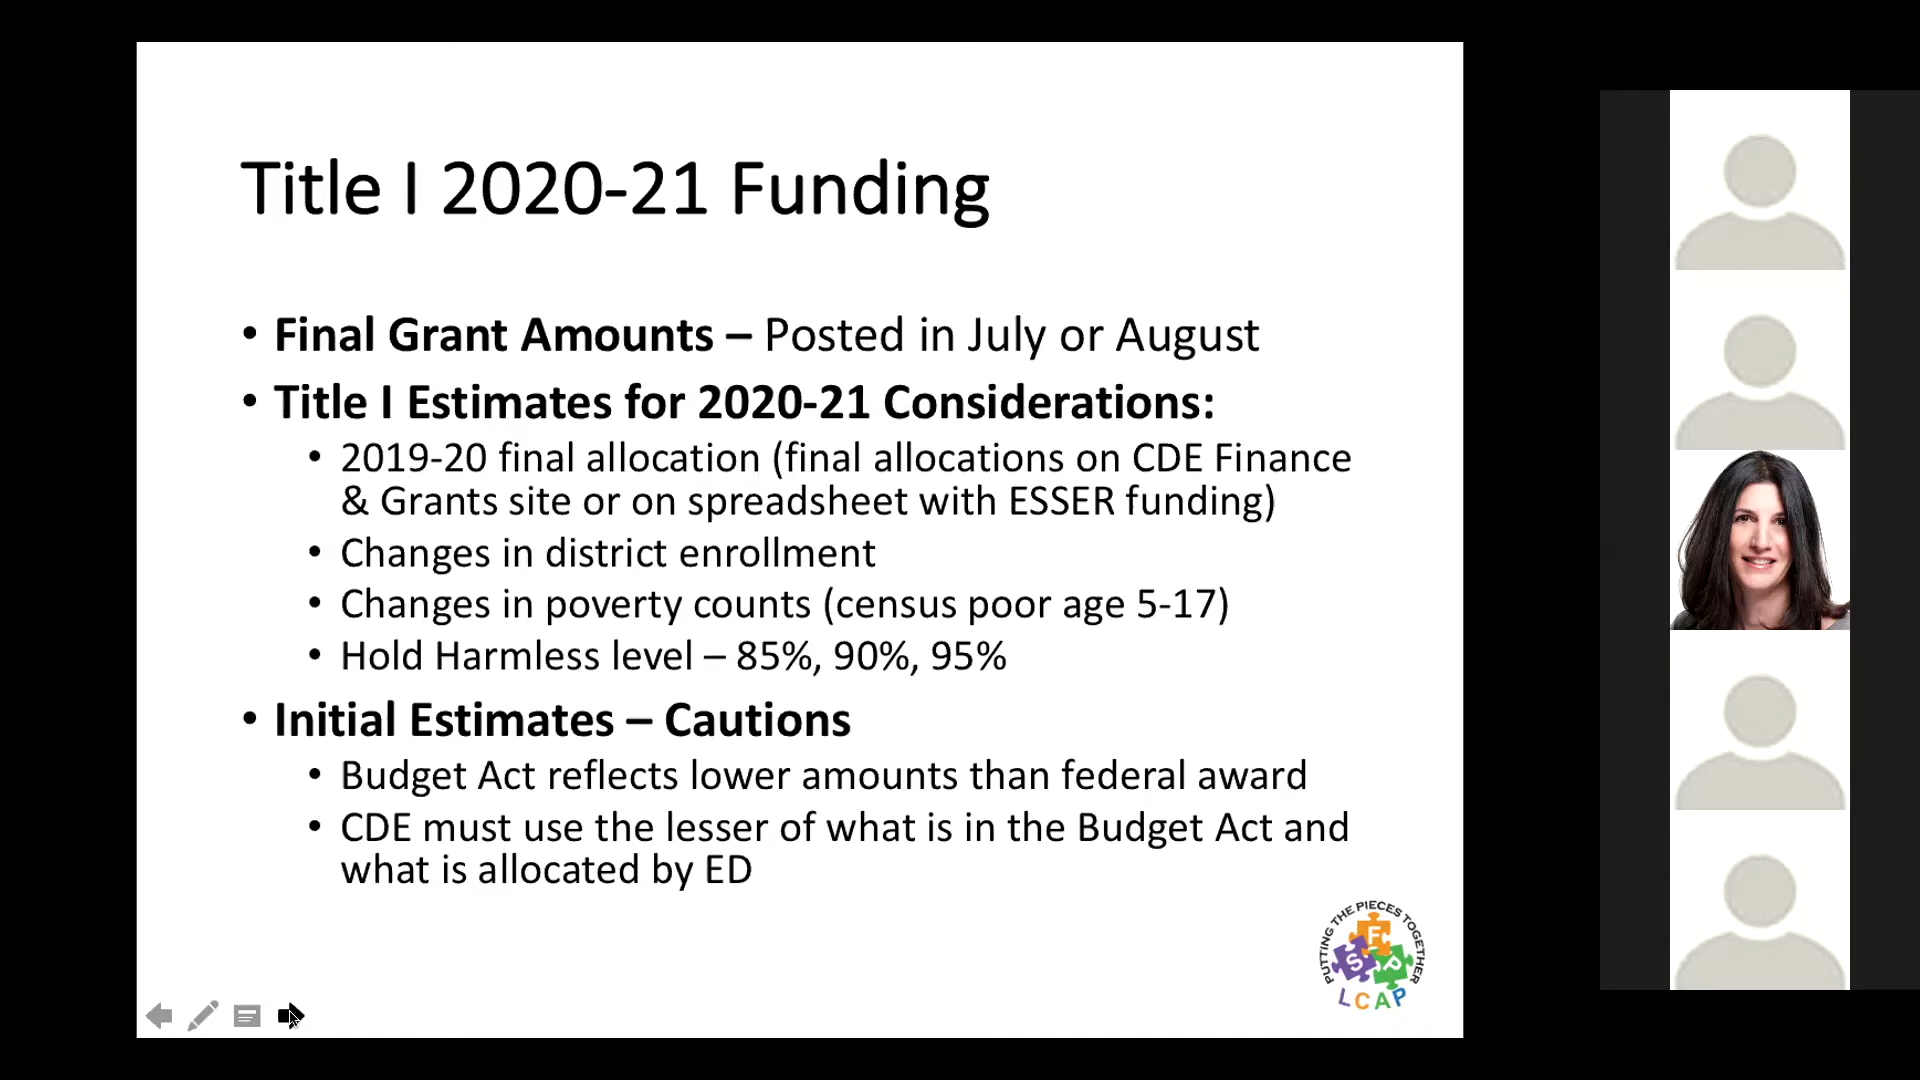 Title I 2020-21 Funding
• Final Grant Amounts – Posted in July or August
• Title I Estimates for 2020-21 Considerations:
• 2019-20 final allocation (final allocations on CDE Finance
& Grants site or on spreadsheet with ESSER funding)
• Changes in district enrollment
• Changes in poverty counts (census poor age 5-17)
• Hold Harmless level – 85%, 90%, 95%
• Initial Estimates – Cautions
• Budget Act reflects lower amounts than federal award
• CDE must use the lesser of what is in the Budget Act and
what is allocated by ED
PUTTING THE PIECES TOGETHER
F
S P
LCAP